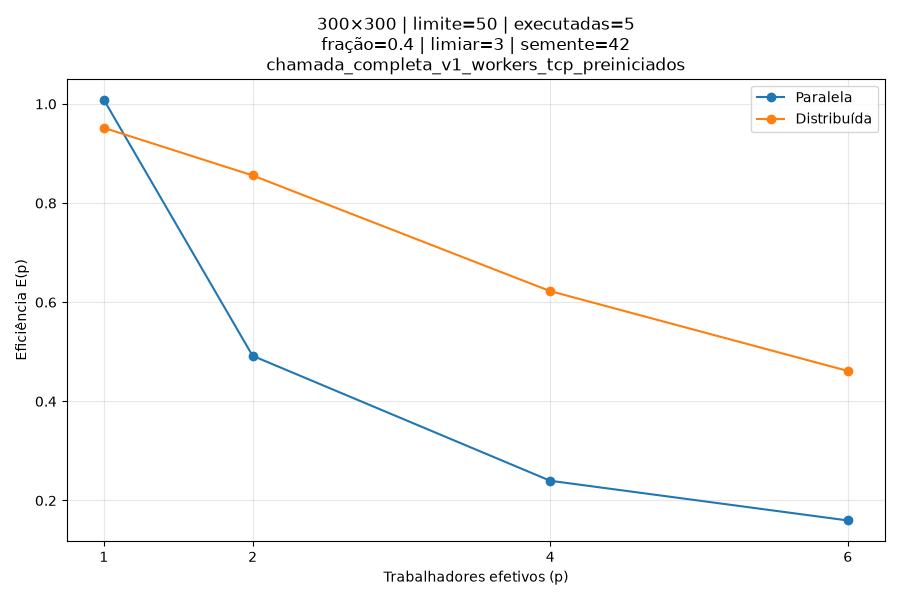 300×300 | limite=50 | executadas=5
fração=0.4 | limiar=3 | semente=42
chamada_completa_v1_workers_tcp_preiniciados
Paralela
Distribuída
Eficiência E(p)
1.0
0.8
0.6
0.4
0.2
1
2
4
6
Trabalhadores efetivos (p)